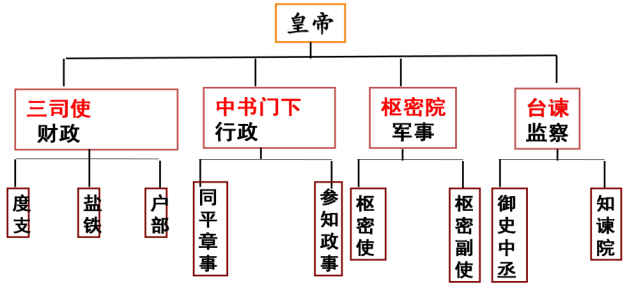 皇帝
三司使
财政
中书门下
行政
枢密院
军事
台谏
监察
度支
盐铁
户部
同平章事
参知政事
枢密使
枢密副使
御史中丞
知谏院